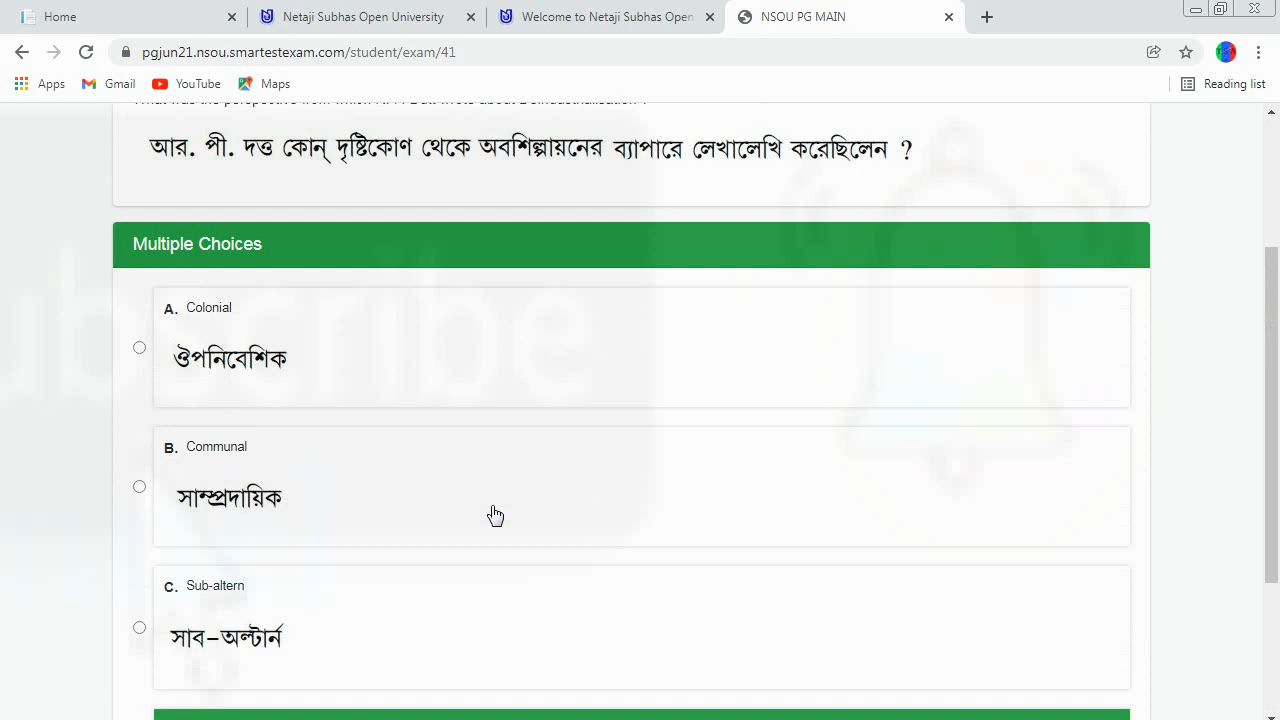 Home
Netaji Subhas Open University
Welcome to Netaji Subhas Open
NSOU PG MAIN
pgjun21.nsou.smartestexam.com/student/exam/41
Apps
Gmail
YouTube
Maps
Reading list
আর. পী. দত্ত কোন্ দৃষ্টিকোণ থেকে অবশিল্পায়নের ব্যাপারে লেখালেখি করেছিলেন ?
Multiple Choices
A. Colonial
ঔপনিবেশিক
B. Communal
সাম্প্রদায়িক
C. Sub-altern
সাব-অল্টার্ন